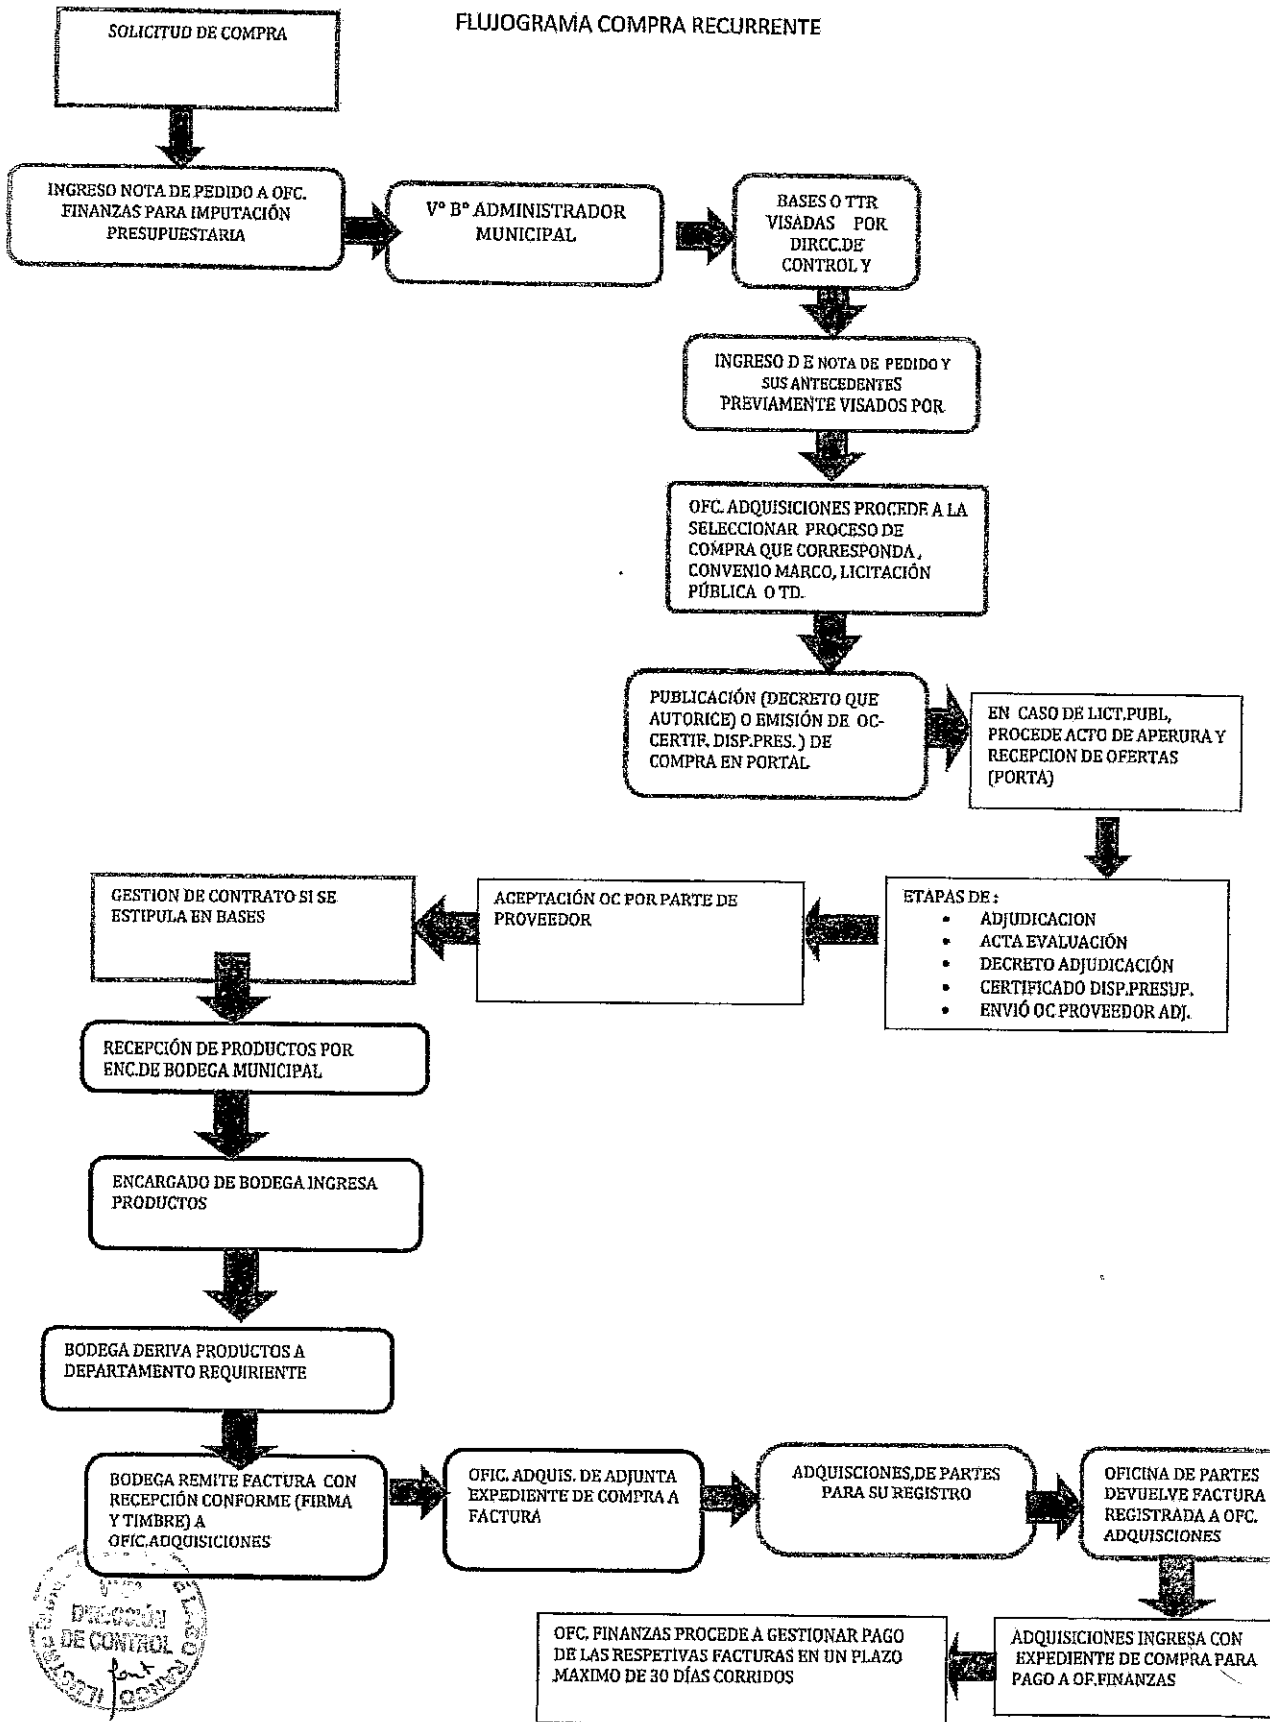 FLUJOGRAMA COMPRA RECURRENTE
SOLICITUD DE COMPRA
INGRESO NOTA DE PEDIDO A OFC.
FINANZAS PARA IMPUTACIÓN
PRESUPUESTARIA
V° B° ADMINISTRADOR
MUNICIPAL
BASES O TTR
VISADAS POR
DIRCC.DE
CONTROL Y
INGRESO D E NOTA DE PEDIDO Y
SUS ANTECEDENTES
PREVIAMENTE VISADOS POR
OFC. ADQUISICIONES PROCEDE A LA
SELECCIONAR PROCESO DE
COMPRA QUE CORRESPONDA,
CONVENIO MARCO, LICITACIÓN
PÚBLICA O TD.
PUBLICACIÓN (DECRETO QUE
AUTORICE) O EMISIÓN DE OC-
CERTIF. DISP.PRES. ) DE
COMPRA EN PORTAL
EN CASO DE LICT.PUBL,
PROCEDE ACTO DE APERURA Y
RECEPCION DE OFERTAS
(PORTA)
ETAPAS DE :
• ADJUDICACION
• ACTA EVALUACIÓN
• DECRETO ADJUDICACIÓN
• CERTIFICADO DISP.PRESUP.
• ENVIÓ OC PROVEEDOR ADJ.
ACEPTACIÓN OC POR PARTE DE
PROVEEDOR
GESTION DE CONTRATO SI SE
ESTIPULA EN BASES
RECEPCIÓN DE PRODUCTOS POR
ENC.DE BODEGA MUNICIPAL
ENCARGADO DE BODEGA INGRESA
PRODUCTOS
BODEGA DERIVA PRODUCTOS A
DEPARTAMENTO REQUIRIENTE
BODEGA REMITE FACTURA CON
RECEPCIÓN CONFORME (FIRMA
Y TIMBRE) A
OFIC.ADQUISICIONES
OFIC. ADQUIS. DE ADJUNTA
EXPEDIENTE DE COMPRA A
FACTURA
ADQUISCIONES,DE PARTES
PARA SU REGISTRO
OFICINA DE PARTES
DEVUELVE FACTURA
REGISTRADA A OFC.
ADQUISCIONES
ADQUISICIONES INGRESA CON
EXPEDIENTE DE COMPRA PARA
PAGO A OF.FINANZAS
OFC. FINANZAS PROCEDE A GESTIONAR PAGO
DE LAS RESPETIVAS FACTURAS EN UN PLAZO
MAXIMO DE 30 DÍAS CORRIDOS
V° B°
DIRECCIÓN
DE CONTROL
LAGO RANCO